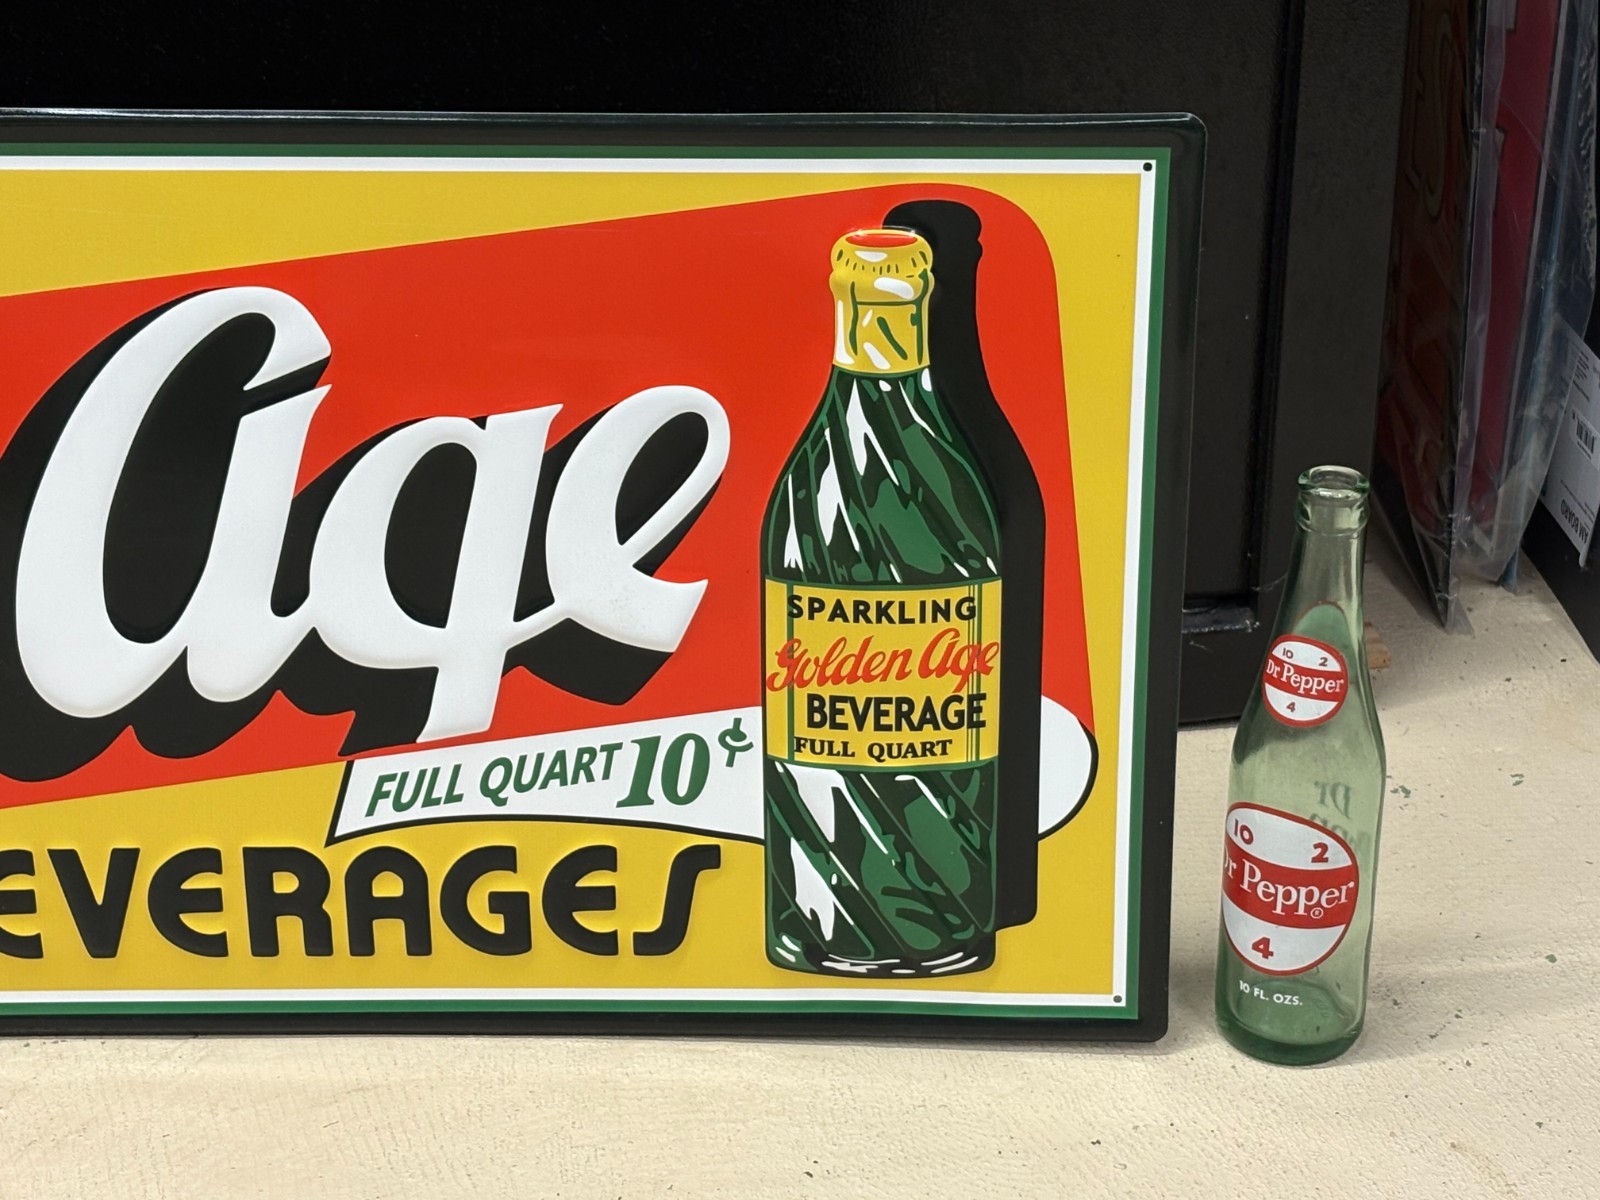 Age
FULL QUART 10¢
EVERAGES
SPARKLING
Golden Age
BEVERAGE
FULL QUART
10 2
Dr Pepper
4
10 2
Dr Pepper®
4
10 FL. OZS.
Dr